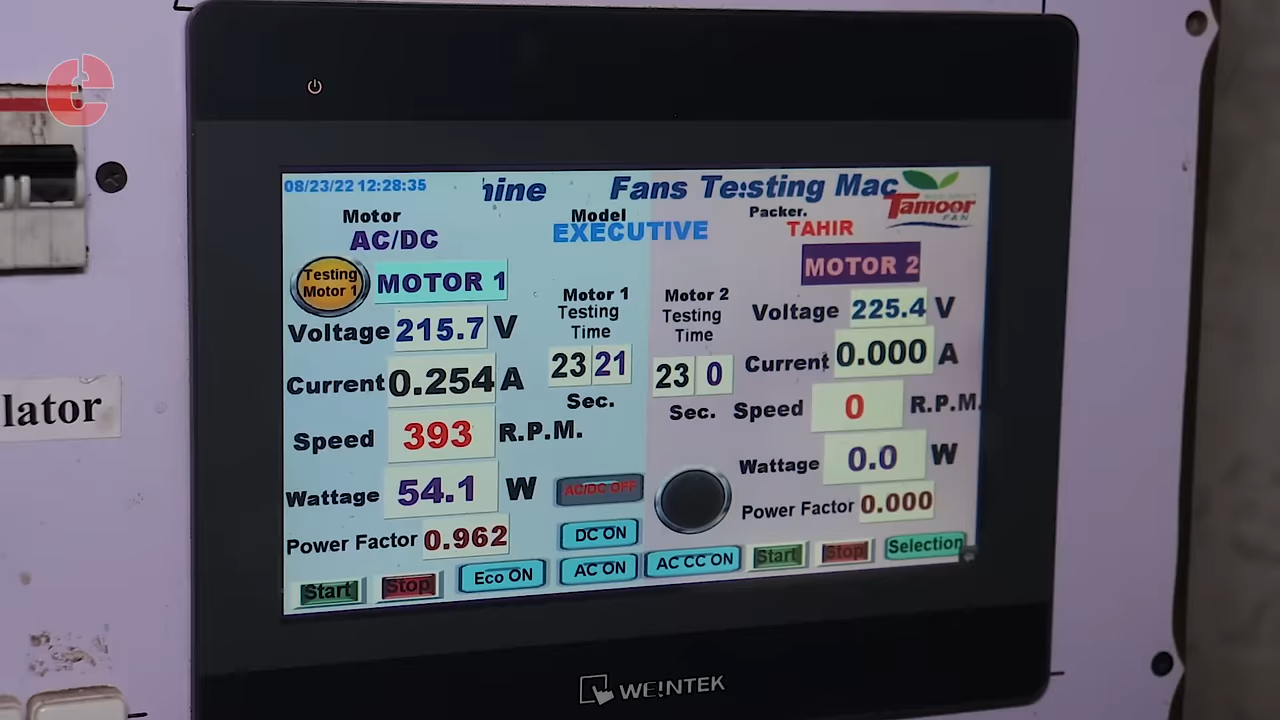 08/23/22 12:28:35
hine Fans Testing Mac
Tamoor
FAN
Motor
AC/DC
Model
EXECUTIVE
Packer.
TAHIR
Testing
Motor 1
MOTOR 1
Voltage 215.7 V
Current 0.254 A
Speed 393 R.P.M.
Wattage 54.1 W
Power Factor 0.962
Start
Stop
Eco ON
Motor 1
Testing
Time
23 21
Sec.
Motor 2
Testing
Time
23 0
Sec.
AC/DC OFF
DC ON
AC ON
AC CC ON
MOTOR 2
Voltage 225.4 V
Current 0.000 A
Speed 0 R.P.M.
Wattage 0.0 W
Power Factor 0.000
Start
Stop
Selection
lator
WEINTEK